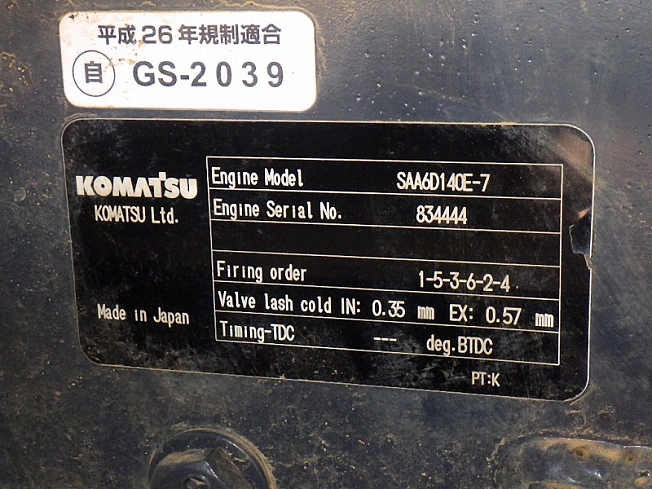 平成26年規制適合
自 GS-2039
KOMATSU
KOMATSU Ltd.
Made in Japan
Engine Model SAA6D140E-7
Engine Serial No. 834444
Firing order 1-5-3-6-2-4
Valve lash cold IN: 0.35 mm EX: 0.57 mm
Timing-TDC --- deg.BTDC
PT:K